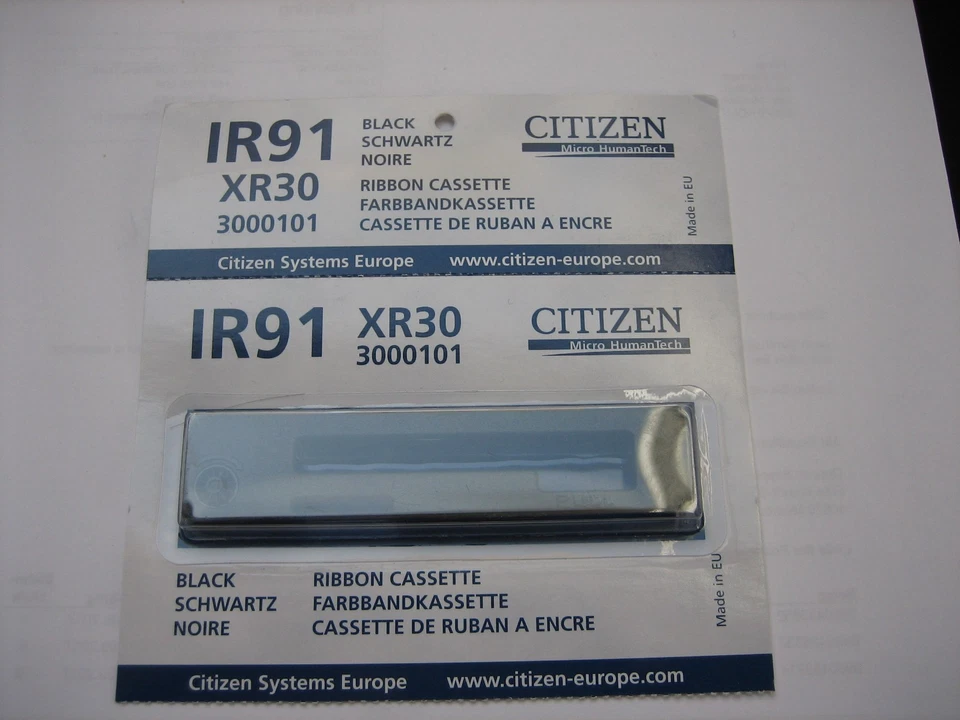 IR91
XR30
3000101
BLACK
SCHWARTZ
NOIRE
RIBBON CASSETTE
FARBBANDKASSETTE
CASSETTE DE RUBAN A ENCRE
CITIZEN
Micro HumanTech
Made in EU
Citizen Systems Europe www.citizen-europe.com
IR91
XR30
3000101
CITIZEN
Micro HumanTech
BLACK RIBBON CASSETTE
SCHWARTZ FARBBANDKASSETTE
NOIRE CASSETTE DE RUBAN A ENCRE
Made in EU
Citizen Systems Europe www.citizen-europe.com